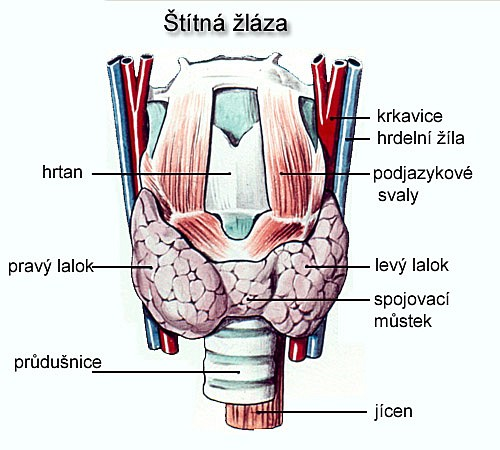 Štítná žláza
krkavice
hrdelní žíla
hrtan
podjazykové
svaly
pravý lalok
levý lalok
spojovací
můstek
průdušnice
jícen